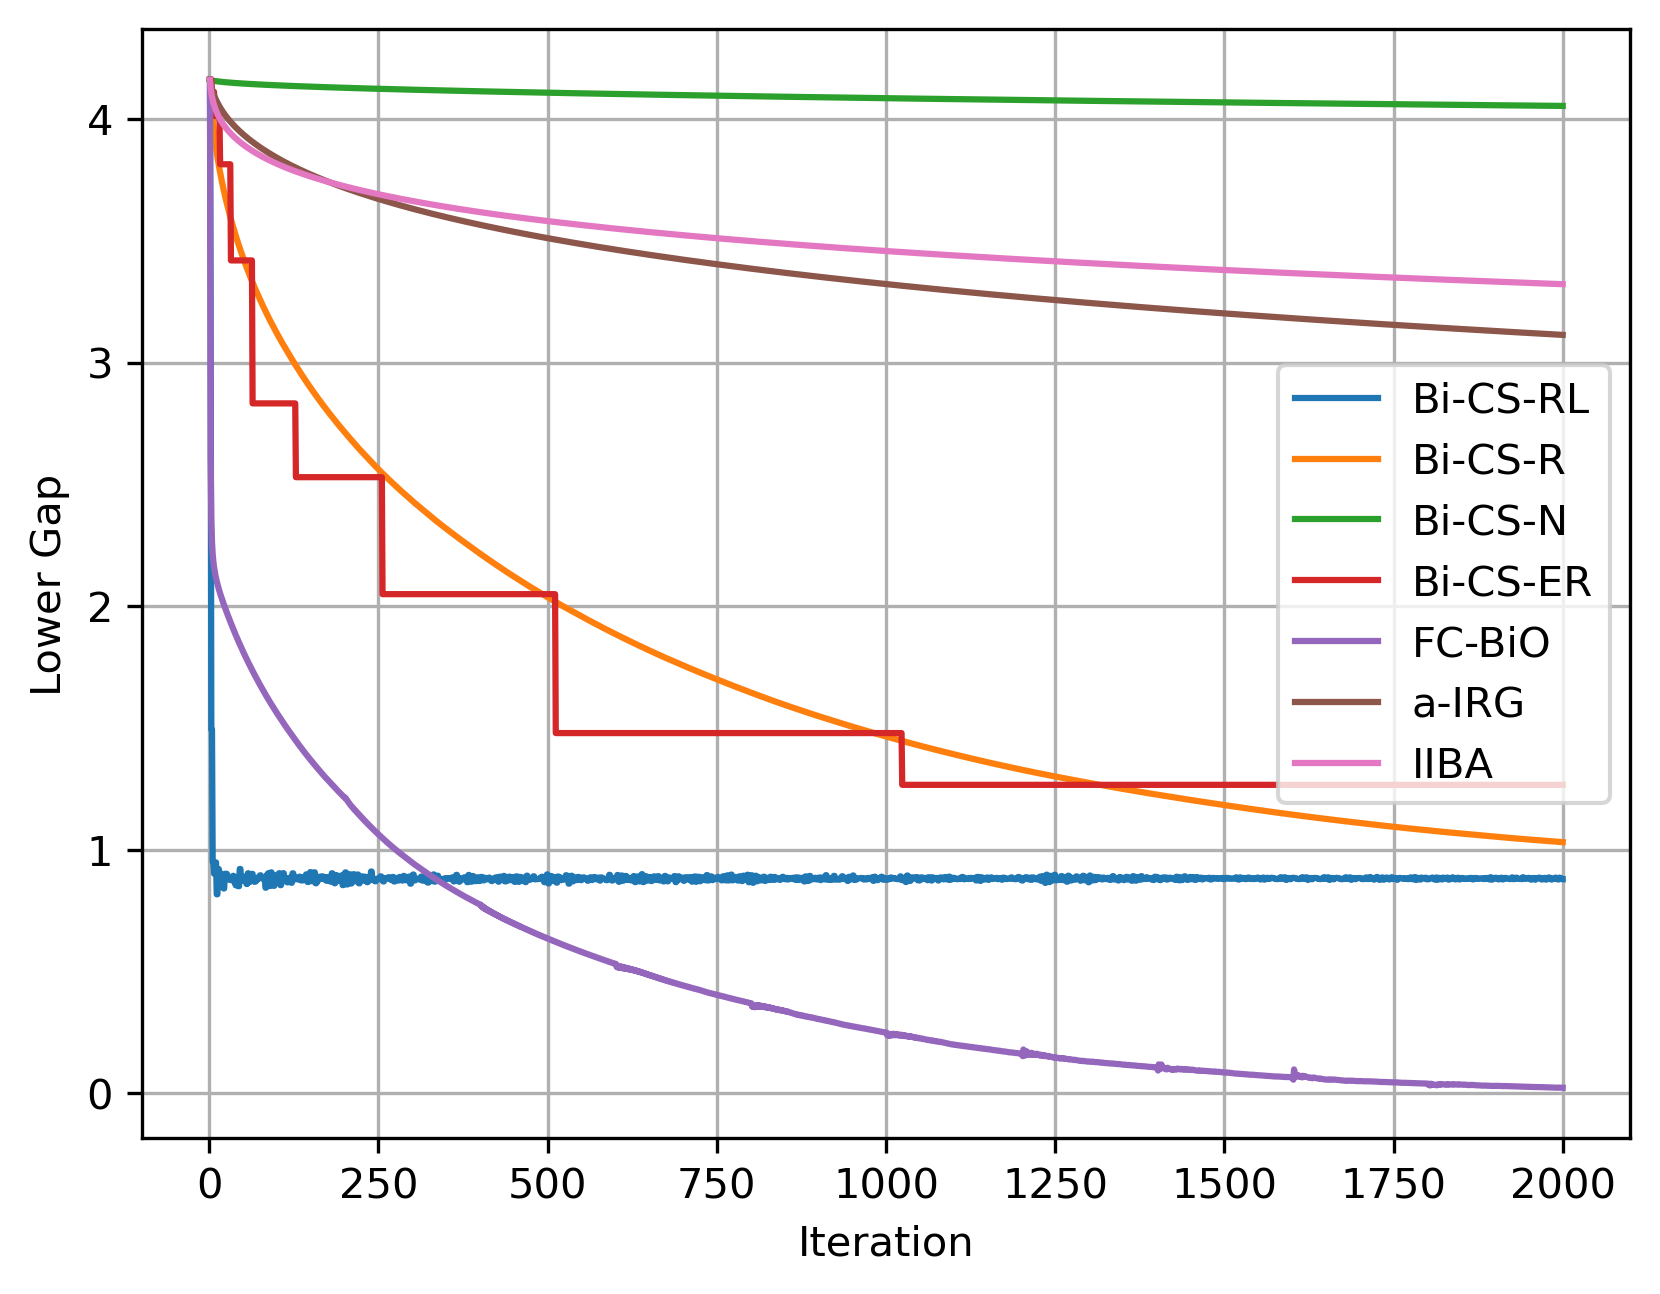 4
3
2
1
0
Lower Gap
Bi-CS-RL
Bi-CS-R
Bi-CS-N
Bi-CS-ER
FC-BiO
a-IRG
IIBA
0 250 500 750 1000 1250 1500 1750 2000
Iteration